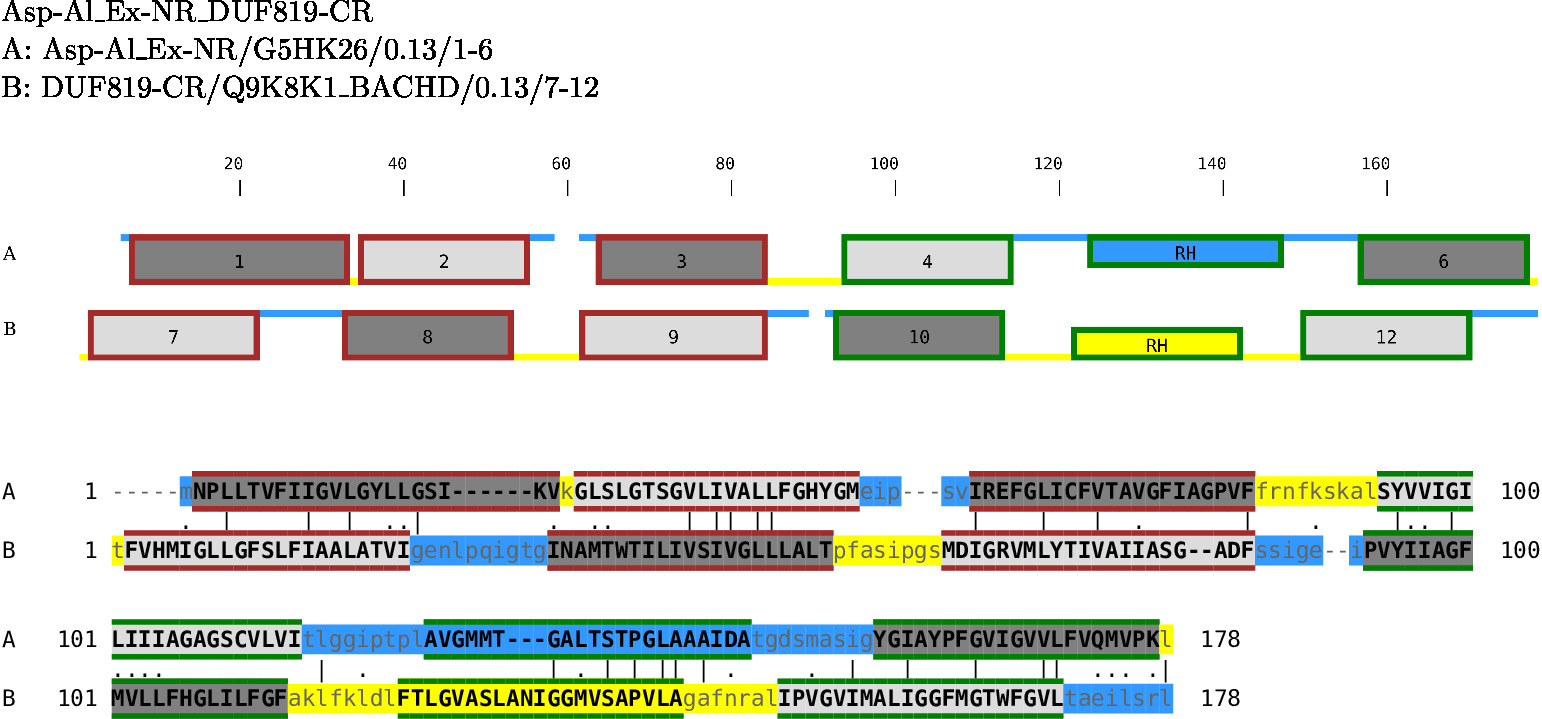 Asp-Al_Ex-NR_DUF819-CR
A: Asp-Al_Ex-NR/G5HK26/0.13/1-6
B: DUF819-CR/Q9K8K1_BACHD/0.13/7-12
20 40 60 80 100 120 140 160
A 1 2 3 4 RH 6
B 7 8 9 10 RH 12
A 1 -----mNPLLTVFIIGVLGYLLGSI------KVkGLSLGTSGVLIVALLFGHYGMeip---svIREFGLICFVTAVGFIAGPVFfrnfkskalSYVVIGI 100
B 1 tFVHMIGLLGFSLFIAALATVIgenlpqigtgINAMTWTILIVSIVGLLLALTpfasipgsMDIGRVMLYTIVAIIASG--ADFssige--iPVYIIAGF 100
A 101 LIIIAGAGSCVLVItlggiptplAVGMMT---GALTSTPGLAAAIDAtgdsmasigYGIAYPFGVIGVVLFVQMVPKl 178
B 101 MVLLFHGLILFGFaklfkldlFTLGVASLANIGGMVSAPVLAgafnralIPVGVIMALIGGFMGTWFGVLtaeilsrl 178